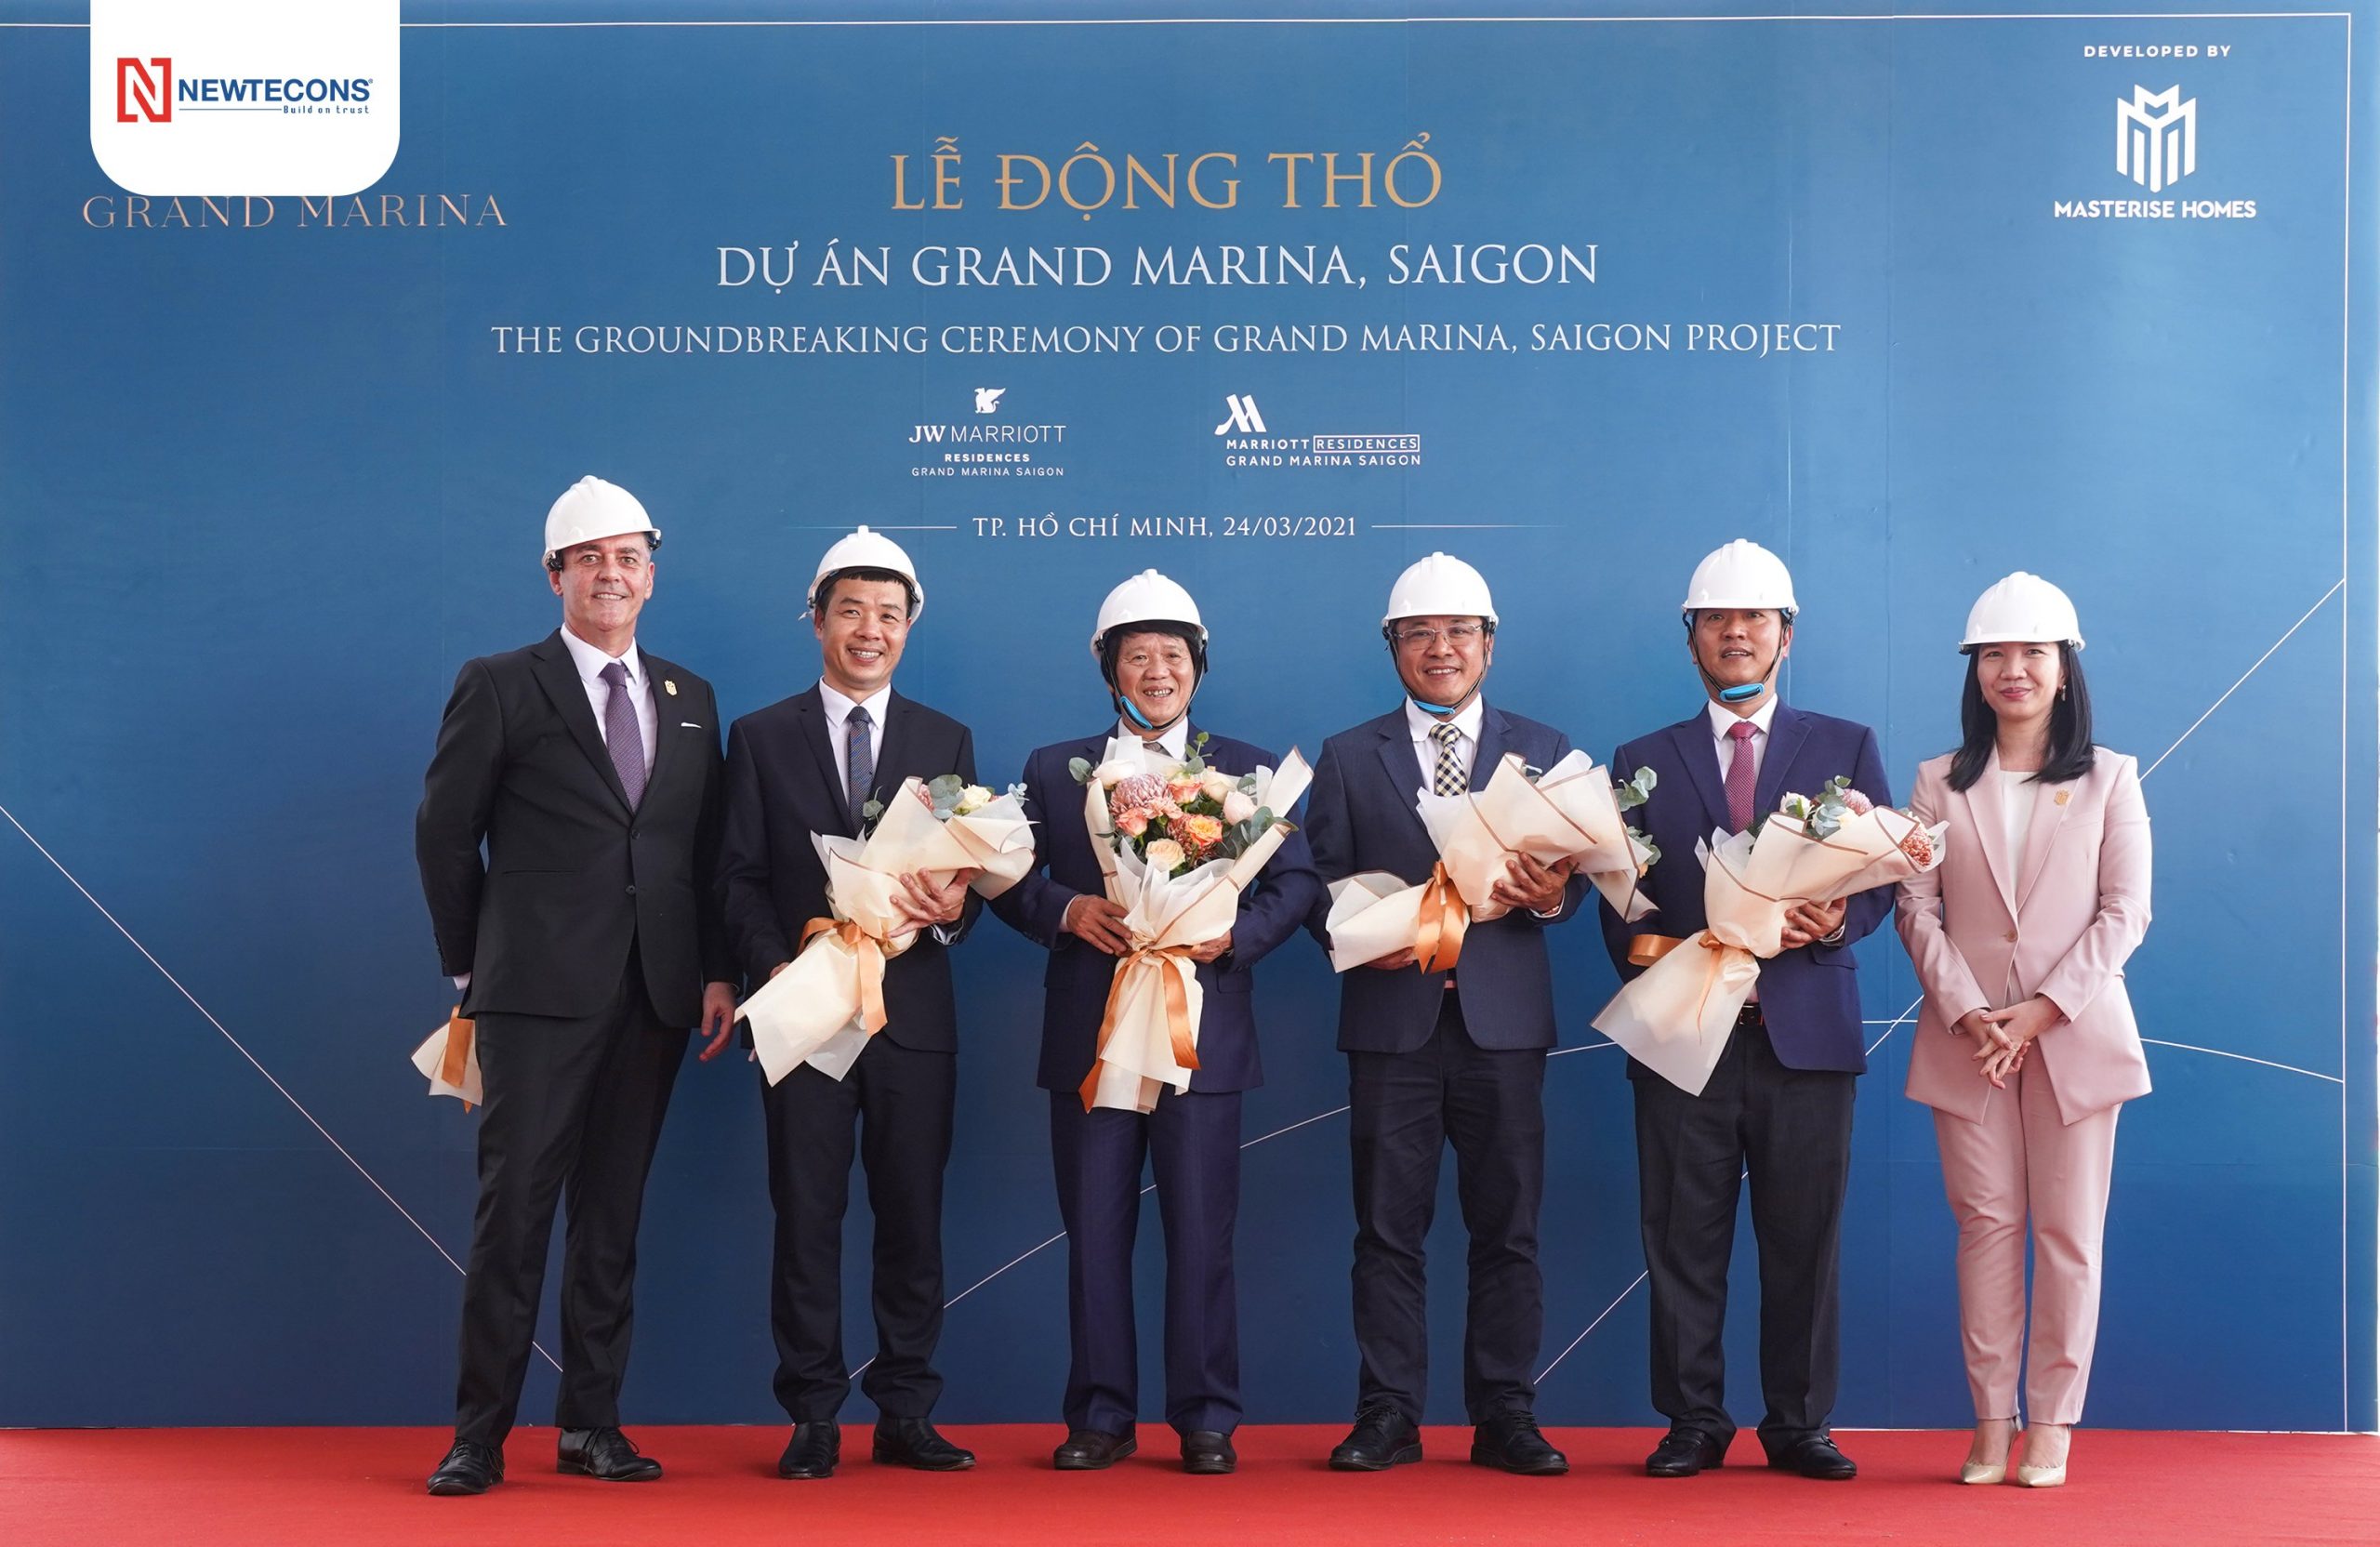 NEWTECONS®
Build on trust
GRAND MARINA
DEVELOPED BY
MASTERISE HOMES
LỄ ĐỘNG THỔ
DỰ ÁN GRAND MARINA, SAIGON
THE GROUNDBREAKING CEREMONY OF GRAND MARINA, SAIGON PROJECT
JW MARRIOTT
RESIDENCES
GRAND MARINA SAIGON
MARRIOTT RESIDENCES
GRAND MARINA SAIGON
TP. HỒ CHÍ MINH, 24/03/2021